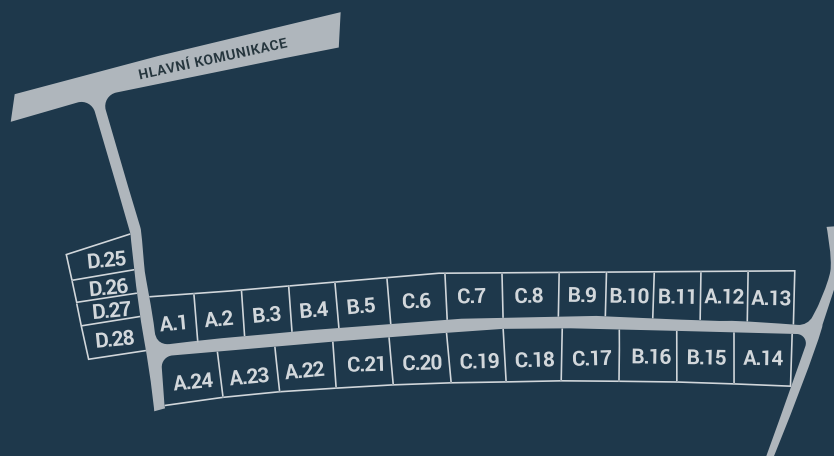 HLAVNÍ KOMUNIKACE
D.25
D.26
D.27
D.28
A.1 A.2 B.3 B.4 B.5 C.6 C.7 C.8 B.9 B.10 B.11 A.12 A.13
A.24 A.23 A.22 C.21 C.20 C.19 C.18 C.17 B.16 B.15 A.14